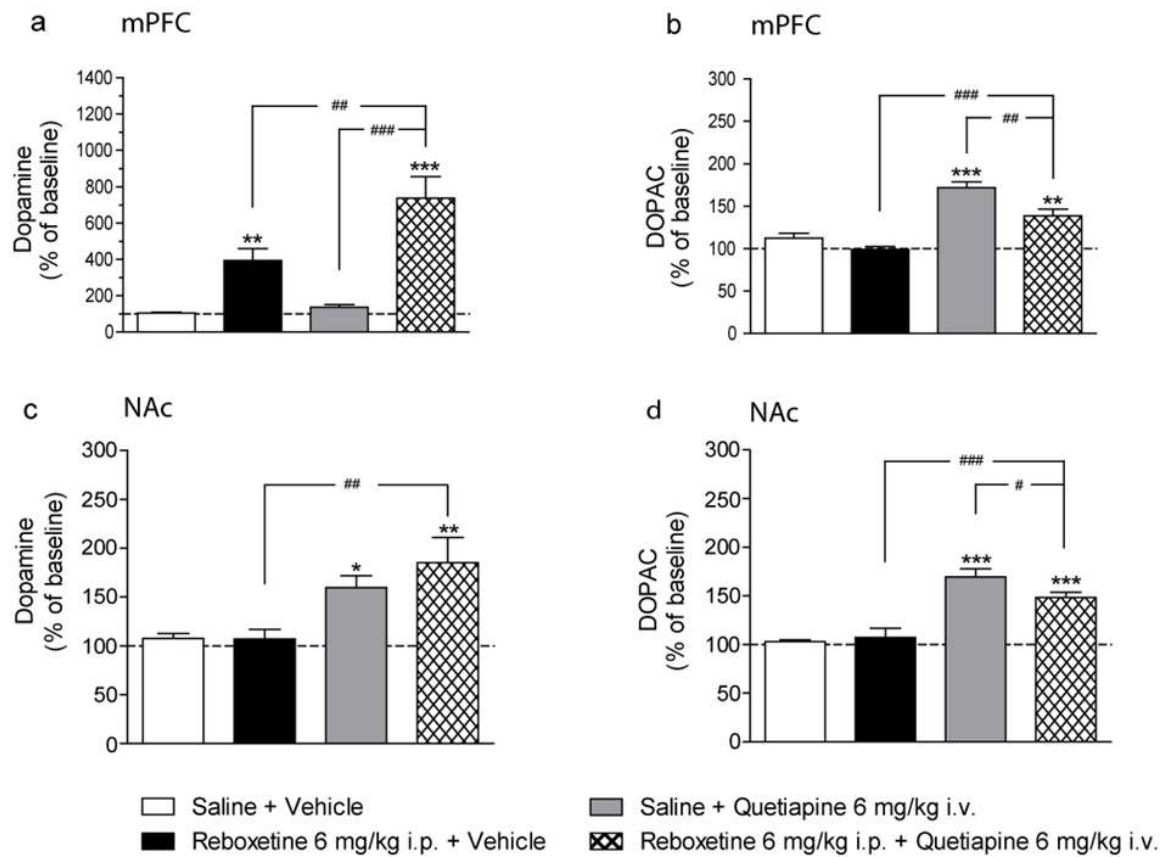 a mPFC
Dopamine
(% of baseline)
1400
1200
1000
800
600
400
200
0
##
###
**
***
b mPFC
DOPAC
(% of baseline)
300
250
200
150
100
50
0
###
##
***
**
c NAc
Dopamine
(% of baseline)
300
250
200
150
100
50
0
##
*
**
d NAc
DOPAC
(% of baseline)
300
250
200
150
100
50
0
###
#
***
***
Saline + Vehicle
Saline + Quetiapine 6 mg/kg i.v.
Reboxetine 6 mg/kg i.p. + Vehicle
Reboxetine 6 mg/kg i.p. + Quetiapine 6 mg/kg i.v.